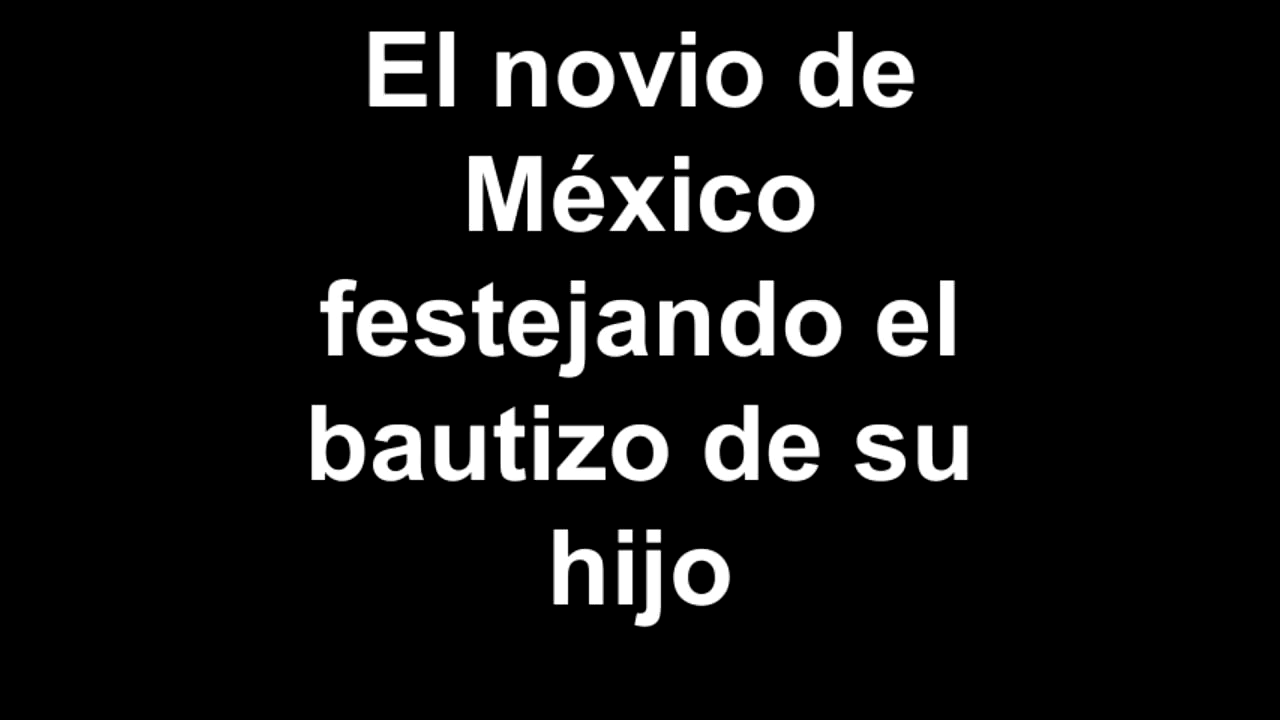 El novio de
México
festejando el
bautizo de su
hijo